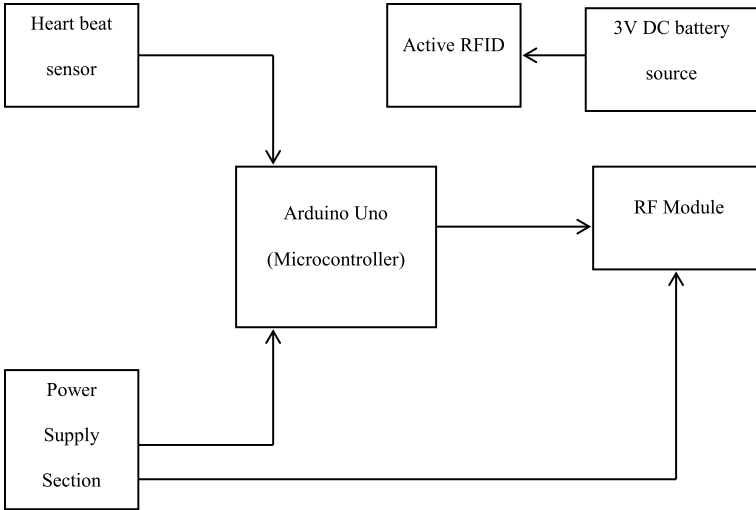 Heart beat
sensor
Active RFID
3V DC battery
source
Arduino Uno
(Microcontroller)
RF Module
Power
Supply
Section